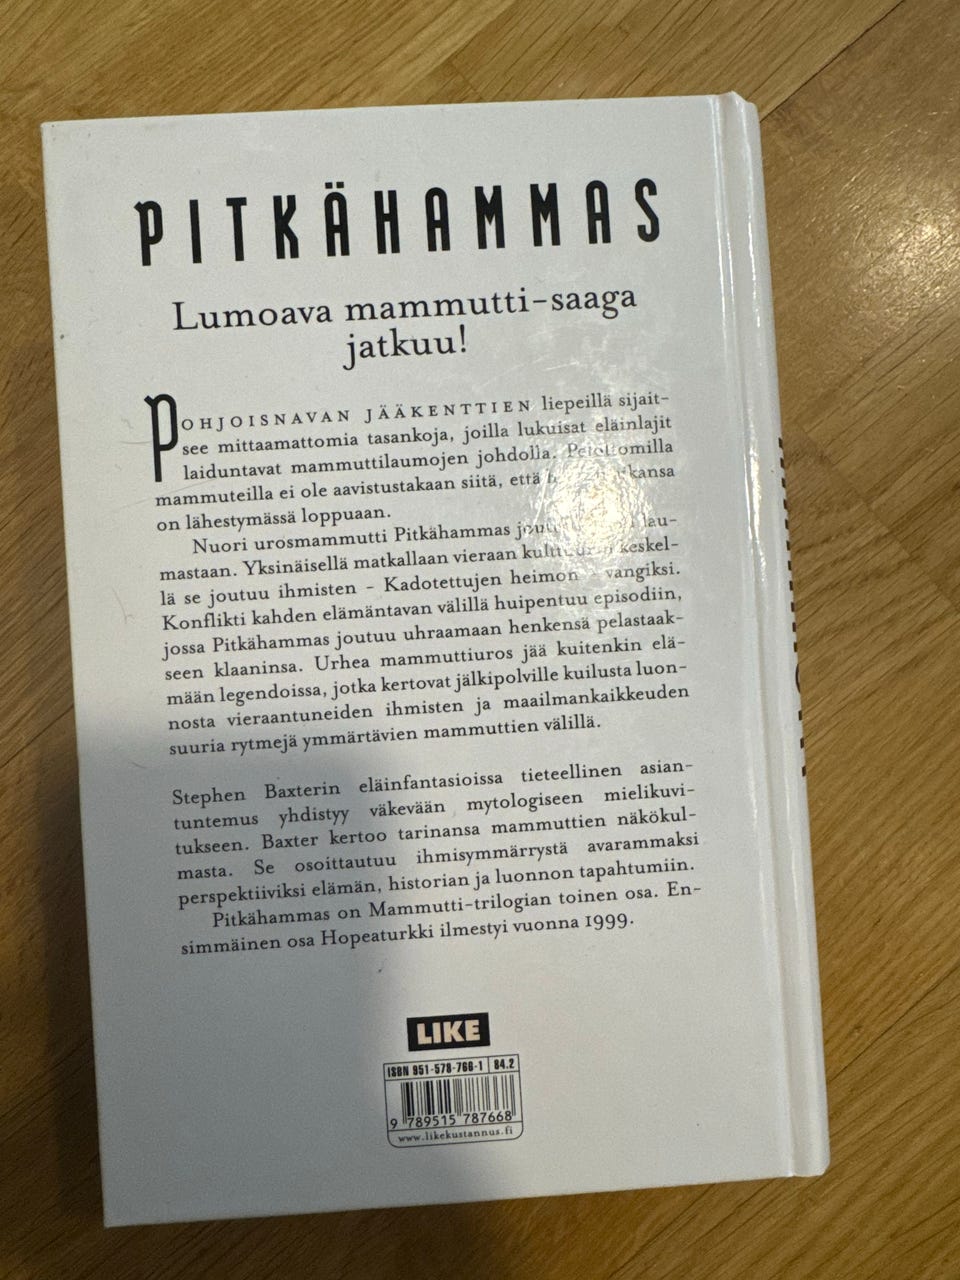 PITKÄHAMMAS
Lumoava mammutti-saaga
jatkuu!
POHJOISNAVAN JÄÄKENTTIEN liepeillä sijait-
see mittaamattomia tasankoja, joilla lukuisat eläinlajit
laiduntavat mammuttilaumojen johdolla. Pelottomilla
mammuteilla ei ole aavistustakaan siitä, että
on lähestymässä loppuaan.
Nuori urosmammutti Pitkähammas lau-
mastaan. Yksinäisellä matkallaan vieraan kulttuurin keskel-
lä se joutuu ihmisten – Kadotettujen heimon – vangiksi.
Konflikti kahden elämäntavan välillä huipentuu episodiin,
jossa Pitkähammas joutuu uhraamaan henkensä pelastaak-
seen klaaninsa. Urhea mammuttiuros jää kuitenkin elä-
mään legendoissa, jotka kertovat jälkipolville kuilusta luon-
nosta vieraantuneiden ihmisten ja maailmankaikkeuden
suuria rytmejä ymmärtävien mammuttien välillä.
Stephen Baxterin eläinfantasioissa tieteellinen asian-
tuntemus yhdistyy väkevään mytologiseen mielikuvi-
tukseen. Baxter kertoo tarinansa mammuttien näkökul-
masta. Se osoittautuu ihmisymmärrystä avarammaksi
perspektiiviksi elämän, historian ja luonnon tapahtumiin.
Pitkähammas on Mammutti-trilogian toinen osa. En-
simmäinen osa Hopeaturkki ilmestyi vuonna 1999.
LIKE
ISBN 951-578-766-1 84.2
9 789515 787668
www.likekustannus.fi